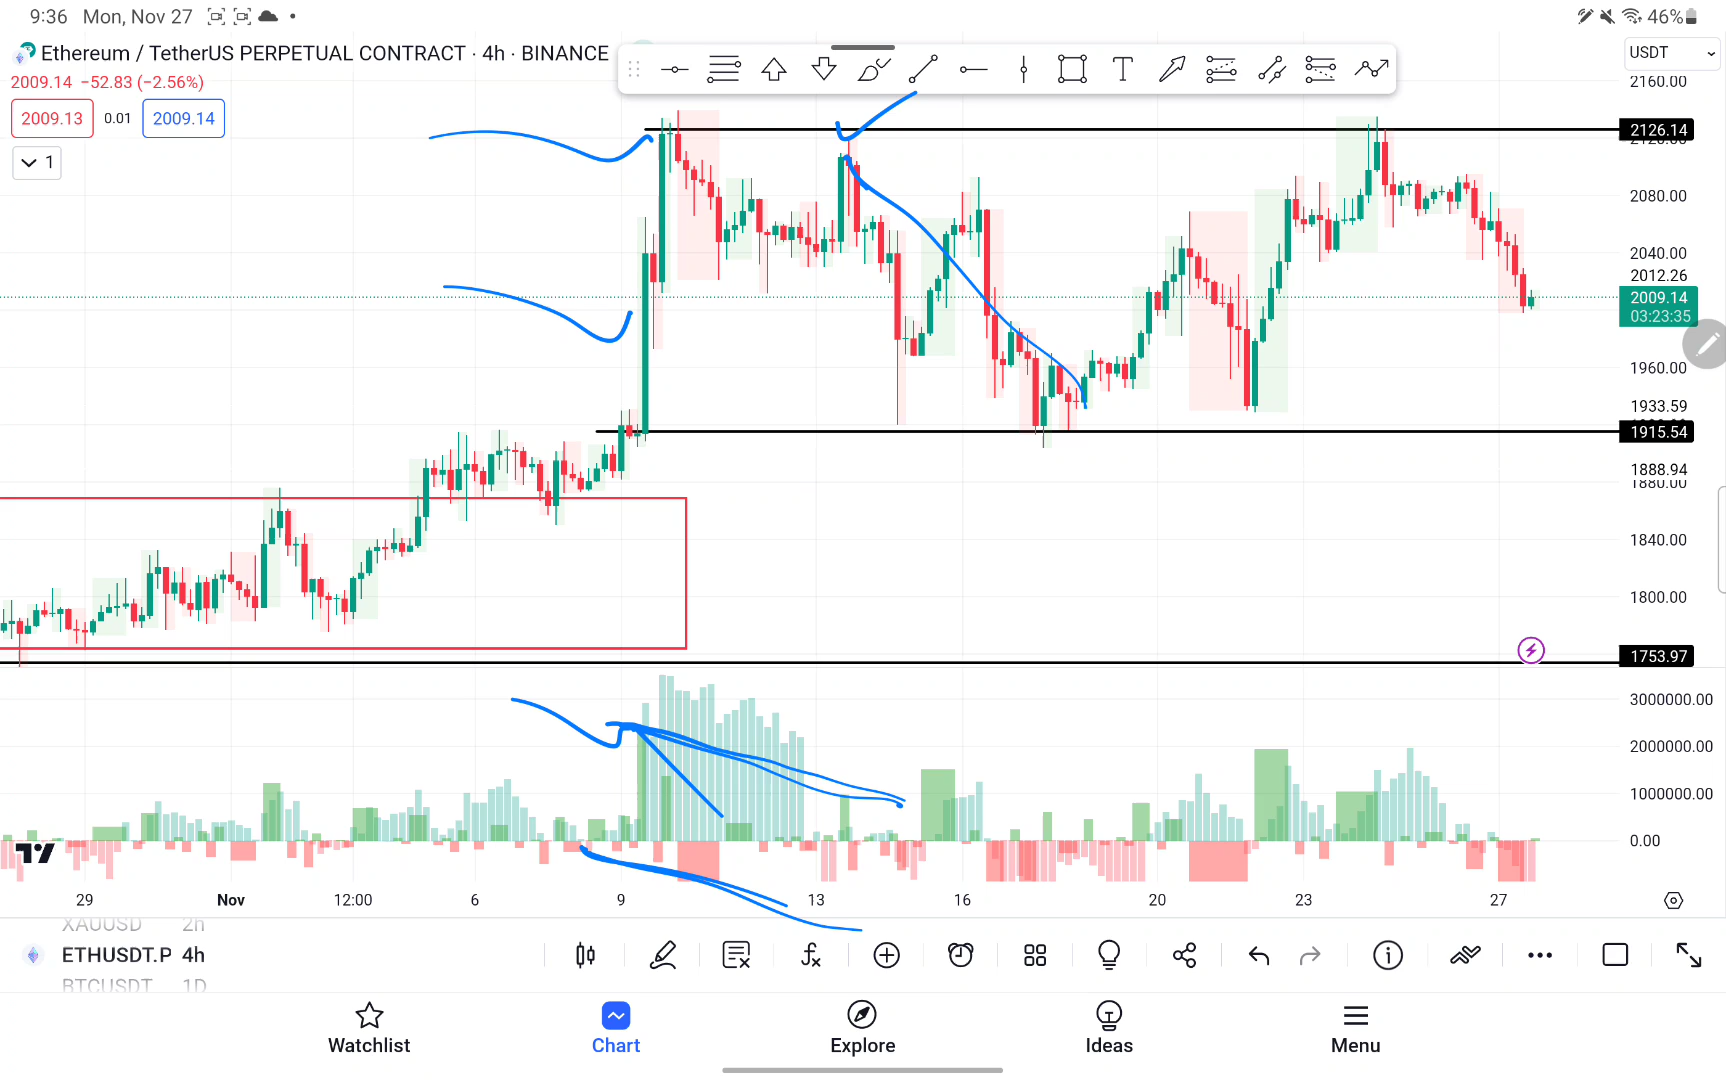 9:36 Mon, Nov 27
46%
Ethereum / TetherUS PERPETUAL CONTRACT · 4h · BINANCE
2009.14 −52.83 (−2.56%)
2009.13 0.01 2009.14
1
T
USDT
2160.00
2126.14
2080.00
2040.00
2012.26
2009.14
03:23:35
1960.00
1933.59
1915.54
1888.94
1880.00
1840.00
1800.00
1753.97
3000000.00
2000000.00
1000000.00
0.00
29 Nov 12:00 6 9 13 16 20 23 27
XAUUSD 2h
ETHUSDT.P 4h
BTCUSDT 1D
Watchlist Chart Explore Ideas Menu